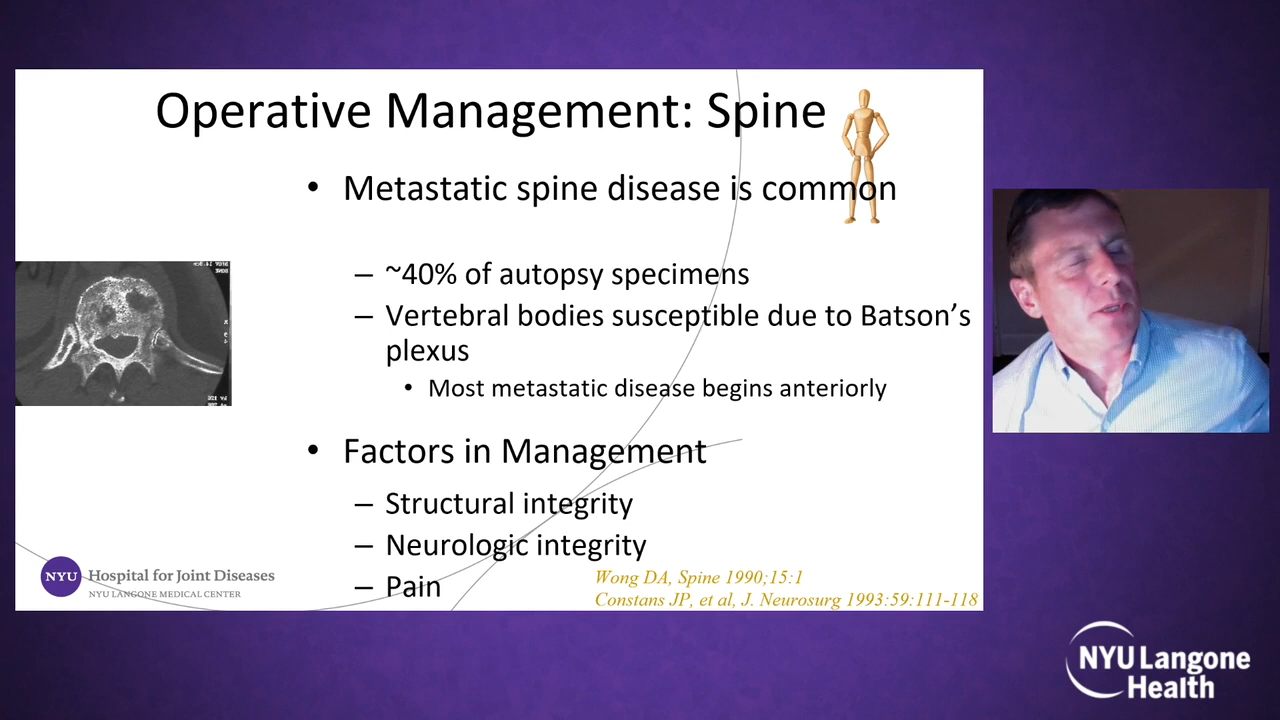 Operative Management: Spine
• Metastatic spine disease is common
– ~40% of autopsy specimens
– Vertebral bodies susceptible due to Batson's
plexus
• Most metastatic disease begins anteriorly
• Factors in Management
– Structural integrity
– Neurologic integrity
– Pain
Wong DA, Spine 1990;15:1
Constans JP, et al, J. Neurosurg 1993:59:111-118
NYU
Hospital for Joint Diseases
NYU LANGONE MEDICAL CENTER
NYU Langone
Health